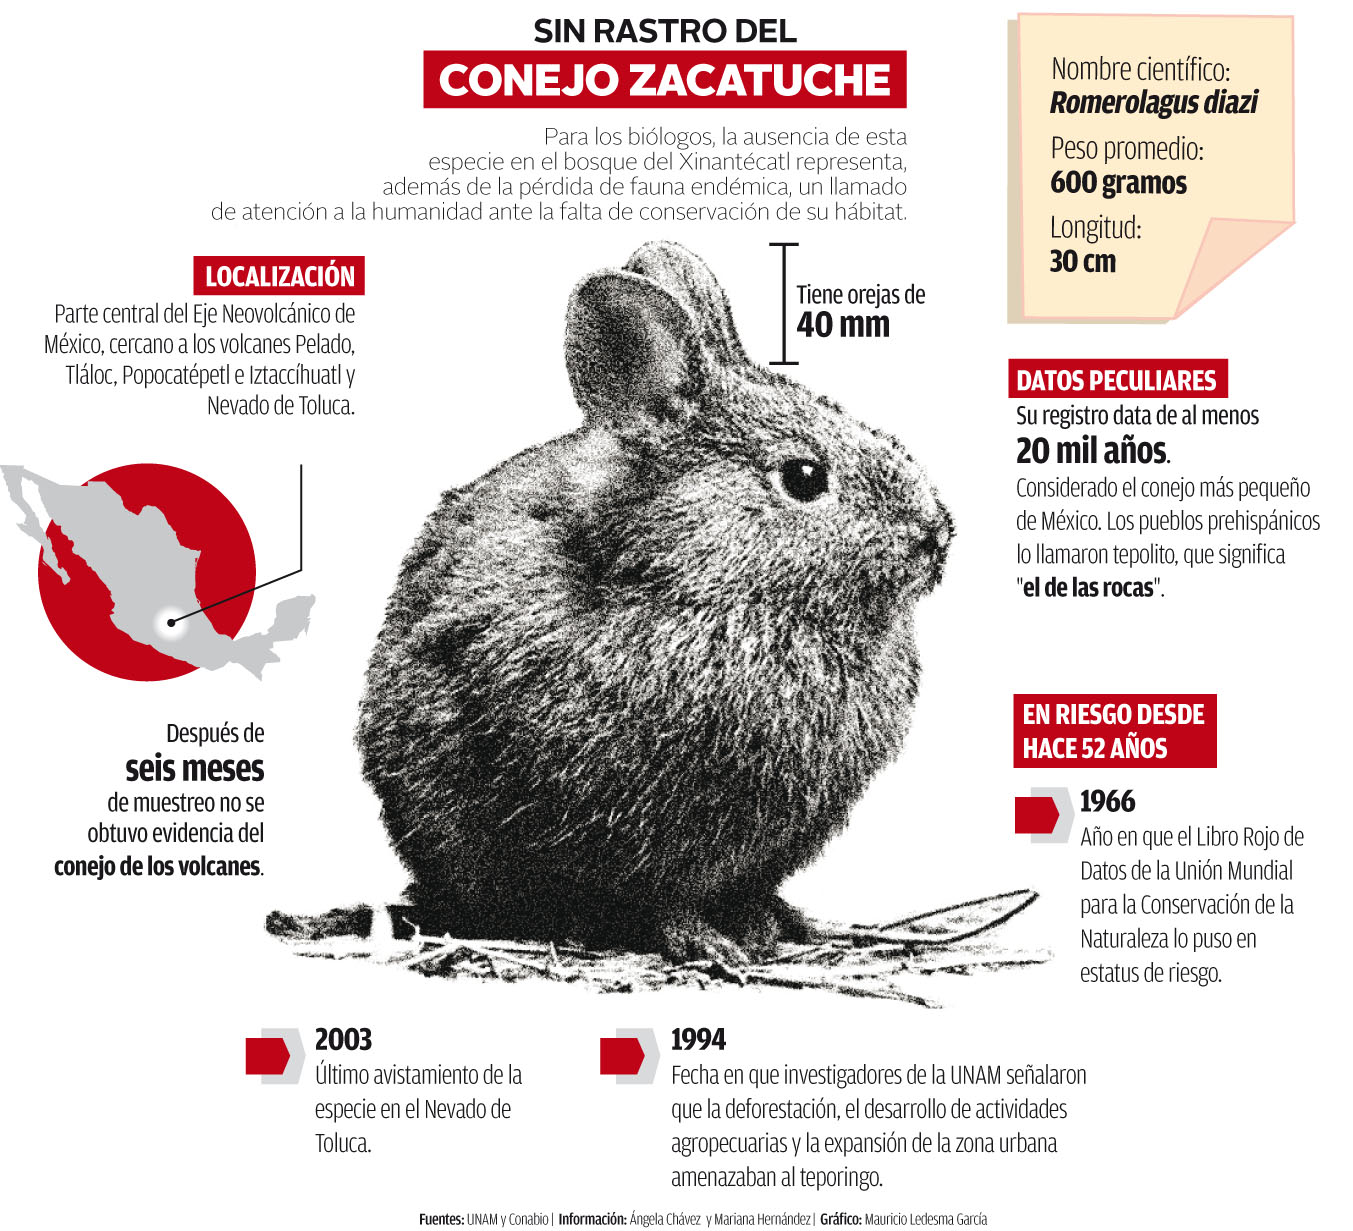 SIN RASTRO DEL
CONEJO ZACATUCHE
Para los biólogos, la ausencia de esta
especie en el bosque del Xinantécatl representa,
además de la pérdida de fauna endémica, un llamado
de atención a la humanidad ante la falta de conservación de su hábitat.
Nombre científico:
Romerolagus diazi
Peso promedio:
600 gramos
Longitud:
30 cm
LOCALIZACIÓN
Parte central del Eje Neovolcánico de
México, cercano a los volcanes Pelado,
Tláloc, Popocatépetl e Iztaccíhuatl y
Nevado de Toluca.
Tiene orejas de
40 mm
DATOS PECULIARES
Su registro data de al menos
20 mil años.
Considerado el conejo más pequeño
de México. Los pueblos prehispánicos
lo llamaron tepolito, que significa
"el de las rocas".
Después de
seis meses
de muestreo no se
obtuvo evidencia del
conejo de los volcanes.
EN RIESGO DESDE
HACE 52 AÑOS
1966
Año en que el Libro Rojo de
Datos de la Unión Mundial
para la Conservación de la
Naturaleza lo puso en
estatus de riesgo.
2003
Último avistamiento de la
especie en el Nevado de
Toluca.
1994
Fecha en que investigadores de la UNAM señalaron
que la deforestación, el desarrollo de actividades
agropecuarias y la expansión de la zona urbana
amenazaban al teporingo.
Fuentes: UNAM y Conabio | Información: Ángela Chávez y Mariana Hernández | Gráfico: Mauricio Ledesma García